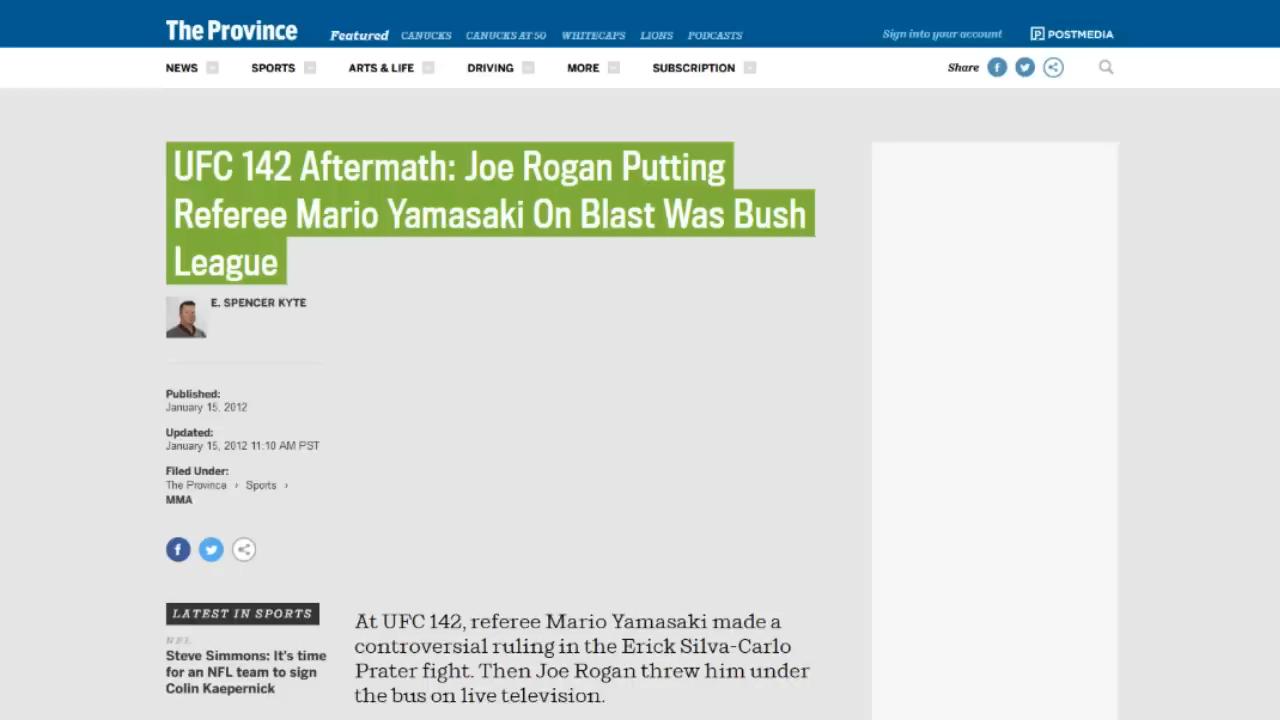 The Province
Featured CANUCKS CANUCKS AT 50 WHITECAPS LIONS PODCASTS
Sign into your account
POSTMEDIA
NEWS SPORTS ARTS & LIFE DRIVING MORE SUBSCRIPTION
Share
UFC 142 Aftermath: Joe Rogan Putting
Referee Mario Yamasaki On Blast Was Bush
League
E. SPENCER KYTE
Published:
January 15, 2012
Updated:
January 15, 2012 11:10 AM PST
Filed Under:
The Province › Sports ›
MMA
LATEST IN SPORTS
NFL
Steve Simmons: It's time
for an NFL team to sign
Colin Kaepernick
At UFC 142, referee Mario Yamasaki made a
controversial ruling in the Erick Silva-Carlo
Prater fight. Then Joe Rogan threw him under
the bus on live television.